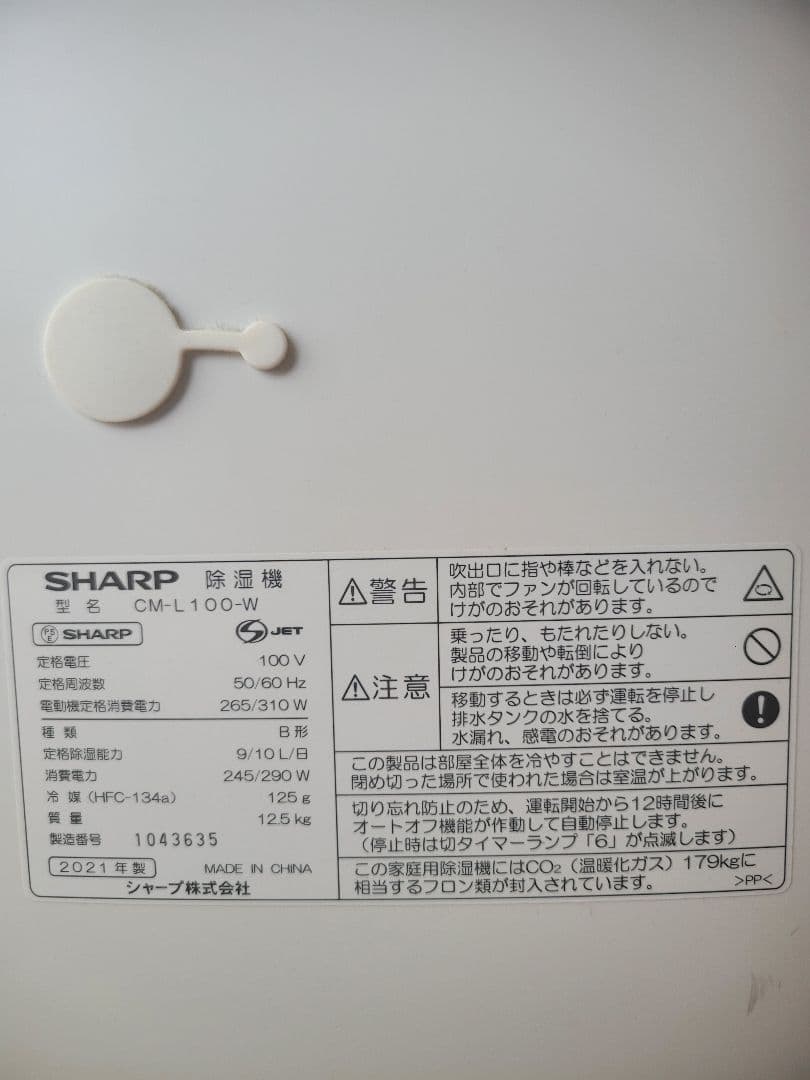 SHARP 除湿機
型名 CM-L100-W
PSE SHARP
S JET
定格電圧 100 V
定格周波数 50/60 Hz
電動機定格消費電力 265/310 W
種類 B形
定格除湿能力 9/10 L/日
消費電力 245/290 W
冷媒(HFC-134a) 125 g
質量 12.5 kg
製造番号 1043635
2021年製 MADE IN CHINA
シャープ株式会社
警告
吹出口に指や棒などを入れない。
内部でファンが回転しているので
けがのおそれがあります。
注意
乗ったり、もたれたりしない。
製品の移動や転倒により
けがのおそれがあります。
移動するときは必ず運転を停止し
排水タンクの水を捨てる。
水漏れ、感電のおそれがあります。
この製品は部屋全体を冷やすことはできません。
閉め切った場所で使われた場合は室温が上がります。
切り忘れ防止のため、運転開始から12時間後に
オートオフ機能が作動して自動停止します。
(停止時は切タイマーランプ「6」が点滅します)
この家庭用除湿機にはCO₂(温暖化ガス)179kgに
相当するフロン類が封入されています。
>PP<